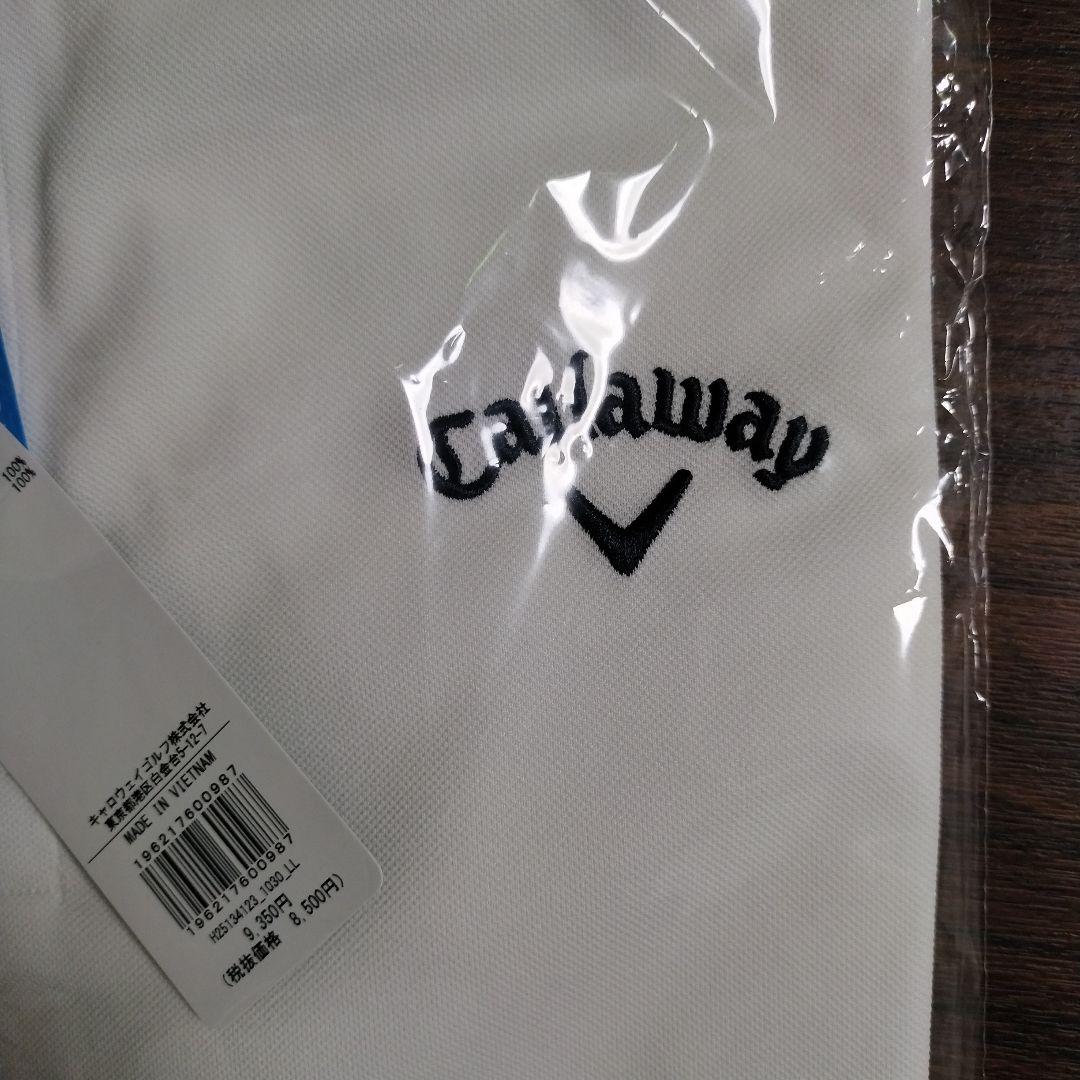 Callaway
100%
100%
キャロウェイゴルフ株式会社
東京都港区白金台5-12-7
MADE IN VIETNAM
196217600987
196217600987
H25134123_1030_LL
9,350円
(税抜価格 8,500円)